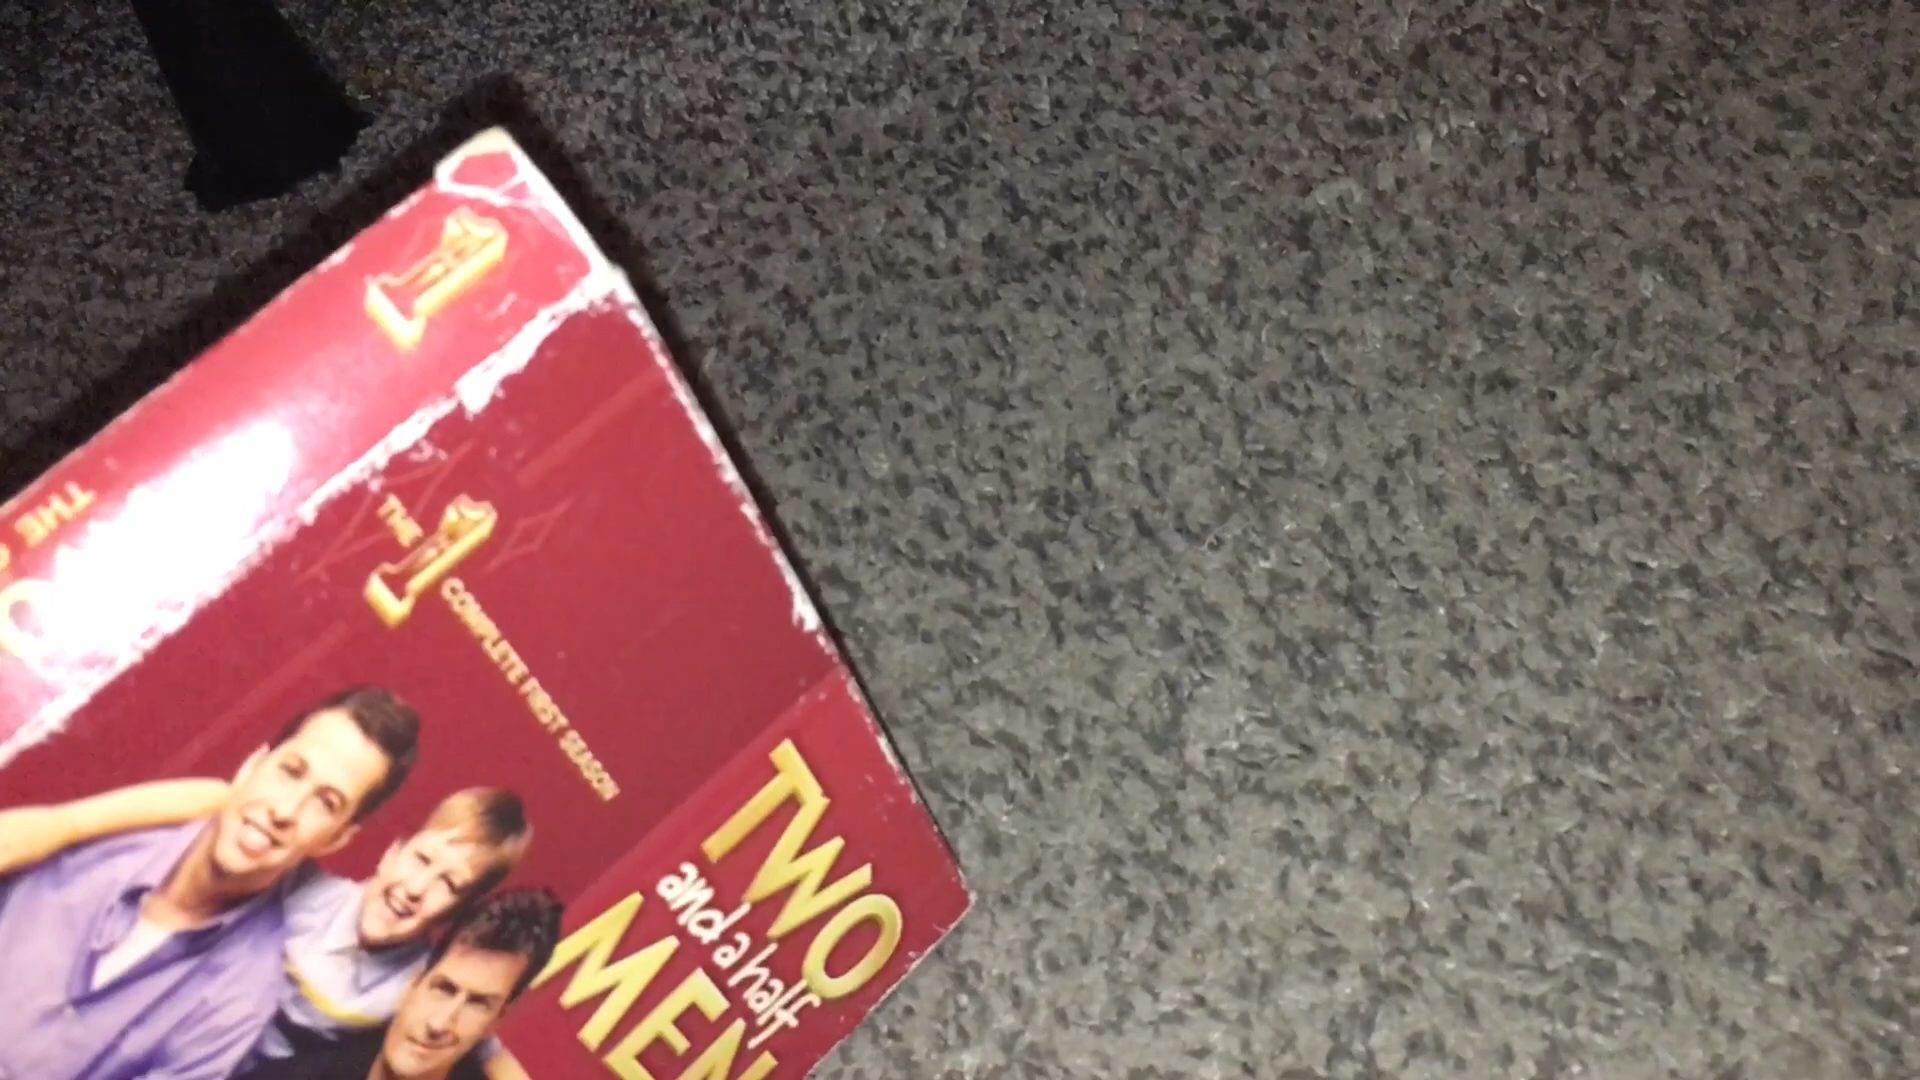 1
THE
THE 1 COMPLETE FIRST SEASON
TWO
and a half
MEN